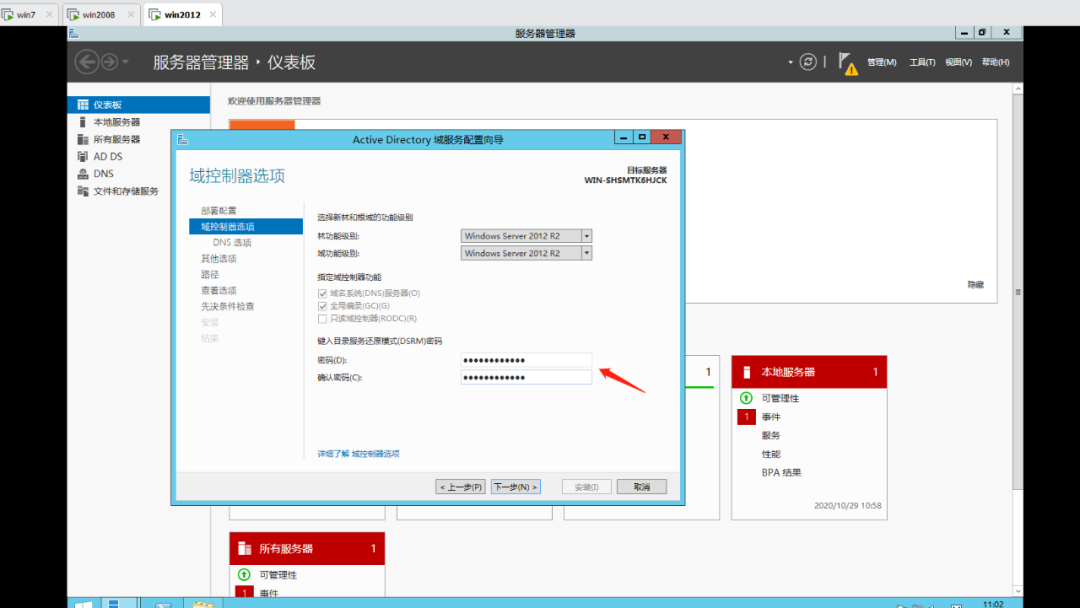 win7
win2008
win2012
服务器管理器
服务器管理器 · 仪表板
管理(M) 工具(T) 视图(V) 帮助(H)
仪表板
本地服务器
所有服务器
AD DS
DNS
文件和存储服务
欢迎使用服务器管理器
隐藏
Active Directory 域服务配置向导
域控制器选项
目标服务器
WIN-SHSMTK6HJCK
部署配置
域控制器选项
DNS 选项
其他选项
路径
查看选项
先决条件检查
安装
结果
选择新林和根域的功能级别
林功能级别: Windows Server 2012 R2
域功能级别: Windows Server 2012 R2
指定域控制器功能
域名系统(DNS)服务器(O)
全局编录(GC)(G)
只读域控制器(RODC)(R)
键入目录服务还原模式(DSRM)密码
密码(D): ●●●●●●●●●●●●
确认密码(C): ●●●●●●●●●●●●
详细了解 域控制器选项
< 上一步(P) 下一步(N) > 安装(I) 取消
1
本地服务器 1
可管理性
1 事件
服务
性能
BPA 结果
2020/10/29 10:58
所有服务器 1
可管理性
1 事件
11:02